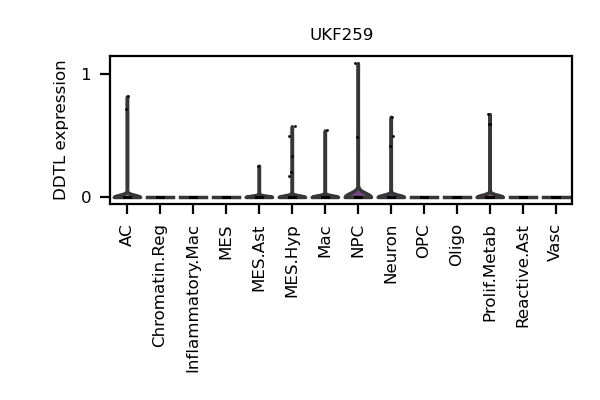 UKF259
DDTL expression
1
0
AC
Chromatin.Reg
Inflammatory.Mac
MES
MES.Ast
MES.Hyp
Mac
NPC
Neuron
OPC
Oligo
Prolif.Metab
Reactive.Ast
Vasc